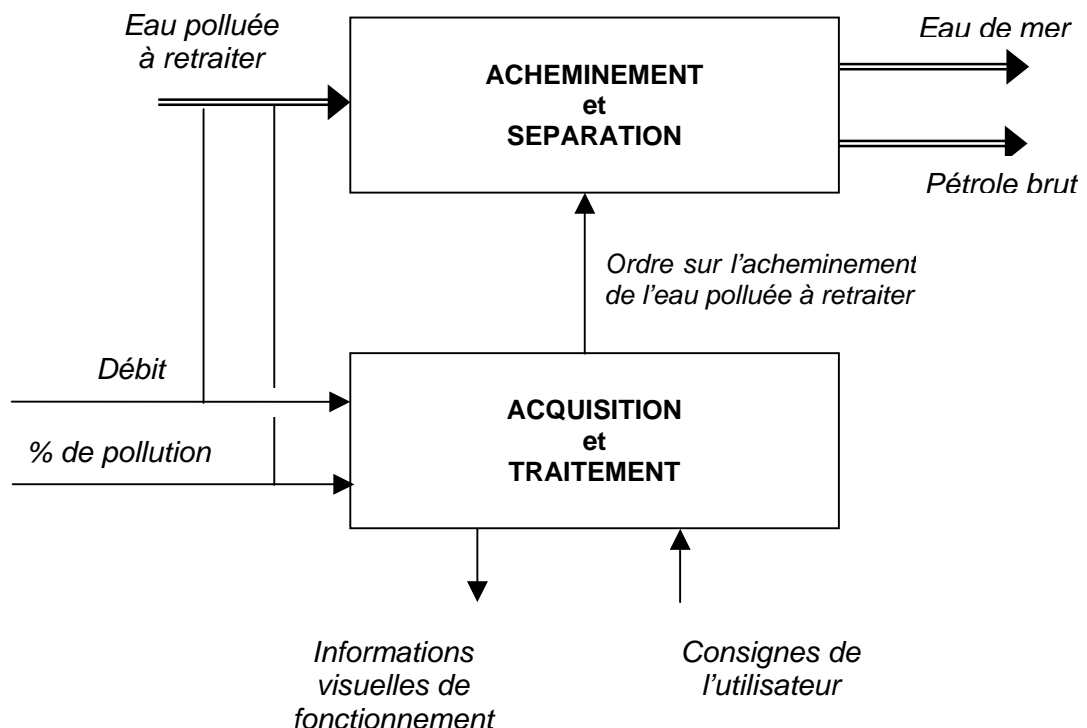 Eau polluée
à retraiter
ACHEMINEMENT
et
SEPARATION
Eau de mer
Pétrole brut
Ordre sur l'acheminement
de l'eau polluée à retraiter
Débit
% de pollution
ACQUISITION
et
TRAITEMENT
Informations
visuelles de
fonctionnement
Consignes de
l'utilisateur